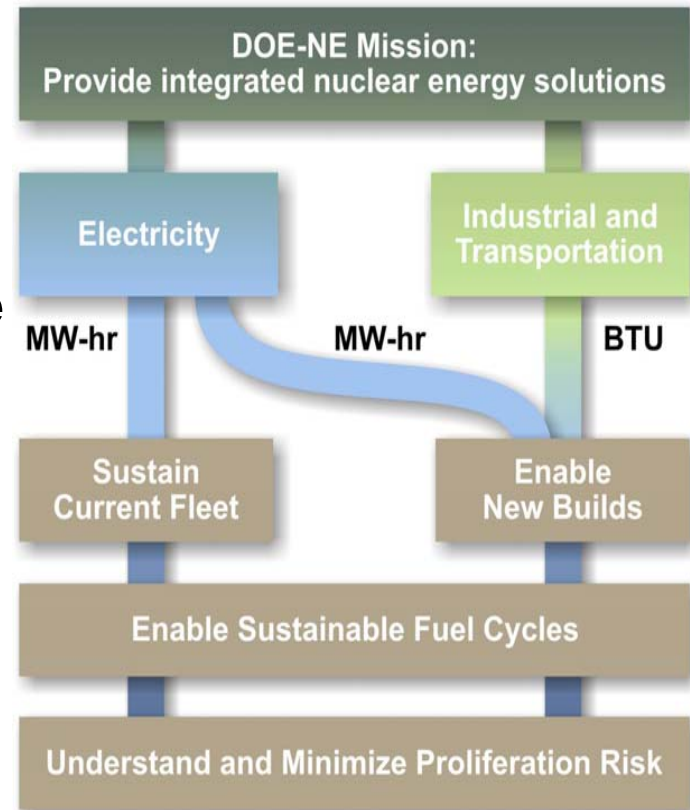 DOE-NE Mission:
Provide integrated nuclear energy solutions
Electricity
Industrial and
Transportation
e
MW-hr
MW-hr
BTU
Sustain
Current Fleet
Enable
New Builds
Enable Sustainable Fuel Cycles
Understand and Minimize Proliferation Risk